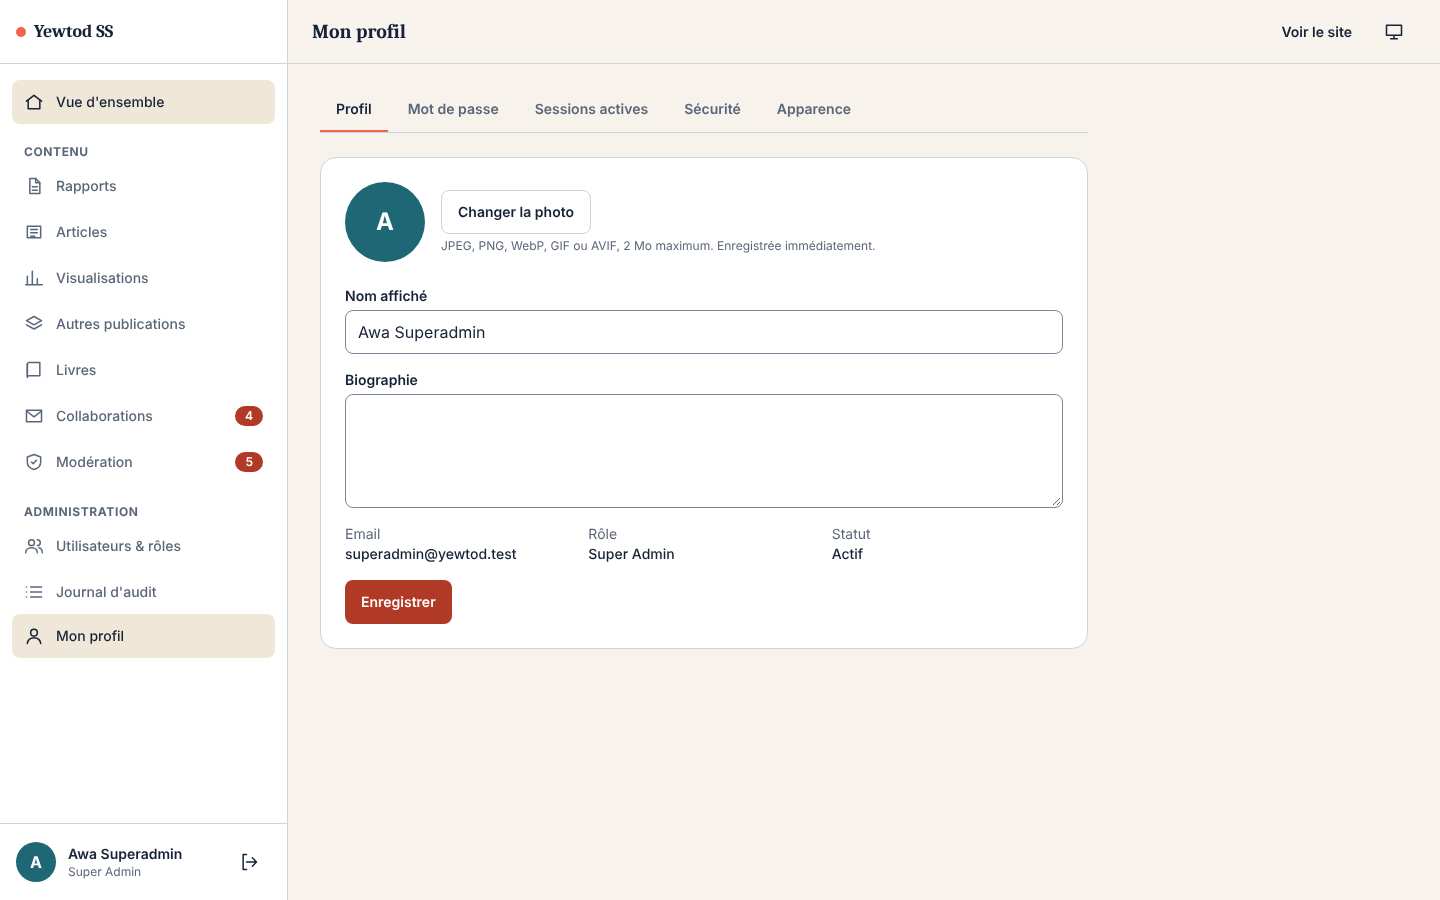 Yewtod SS
Mon profil
Voir le site
Vue d'ensemble
CONTENU
Rapports
Articles
Visualisations
Autres publications
Livres
Collaborations 4
Modération 5
ADMINISTRATION
Utilisateurs & rôles
Journal d'audit
Mon profil
A
Awa Superadmin
Super Admin
Profil Mot de passe Sessions actives Sécurité Apparence
A
Changer la photo
JPEG, PNG, WebP, GIF ou AVIF, 2 Mo maximum. Enregistrée immédiatement.
Nom affiché
Awa Superadmin
Biographie
Email Rôle Statut
superadmin@yewtod.test Super Admin Actif
Enregistrer